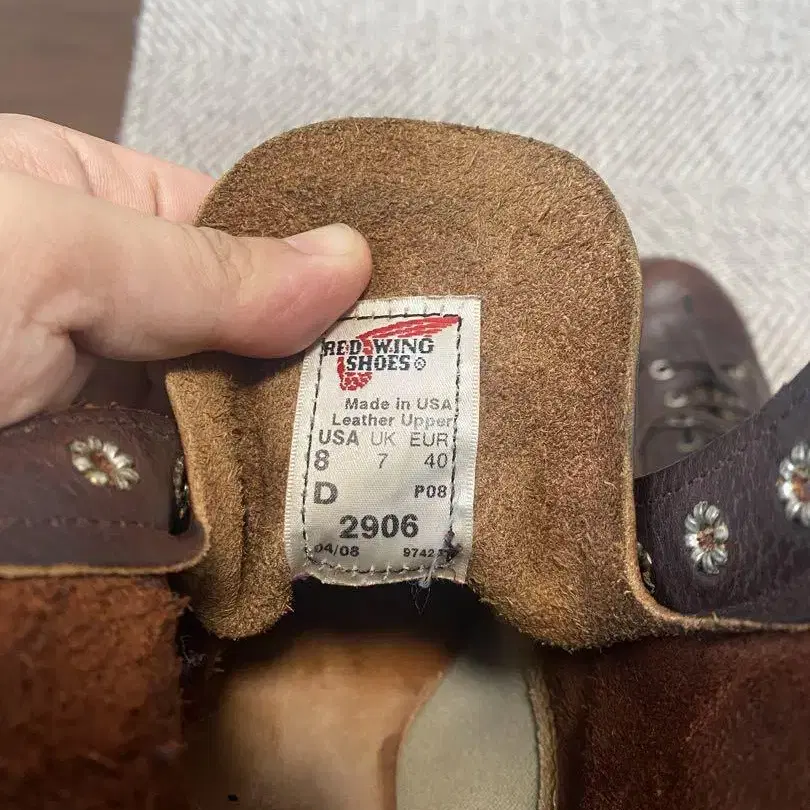 RED WING
SHOES®
Made in USA
Leather Upper
USA UK EUR
8 7 40
D P08
2906
04/08